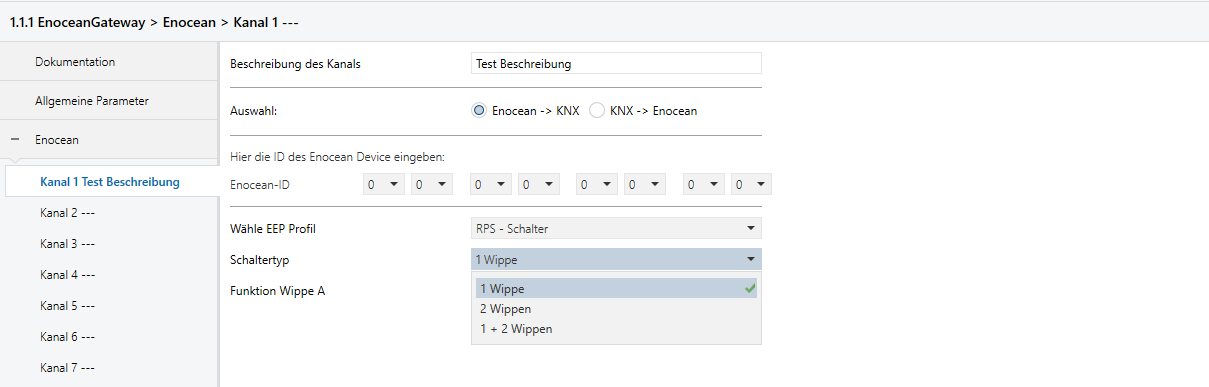 1.1.1 EnoceanGateway > Enocean > Kanal 1 ---
Dokumentation
Allgemeine Parameter
Enocean
Kanal 1 Test Beschreibung
Kanal 2 ---
Kanal 3 ---
Kanal 4 ---
Kanal 5 ---
Kanal 6 ---
Kanal 7 ---
Beschreibung des Kanals Test Beschreibung
Auswahl: Enocean -> KNX KNX -> Enocean
Hier die ID des Enocean Device eingeben:
Enocean-ID 0 0 0 0 0 0 0 0
Wähle EEP Profil RPS - Schalter
Schaltertyp 1 Wippe
Funktion Wippe A
1 Wippe
2 Wippen
1 + 2 Wippen